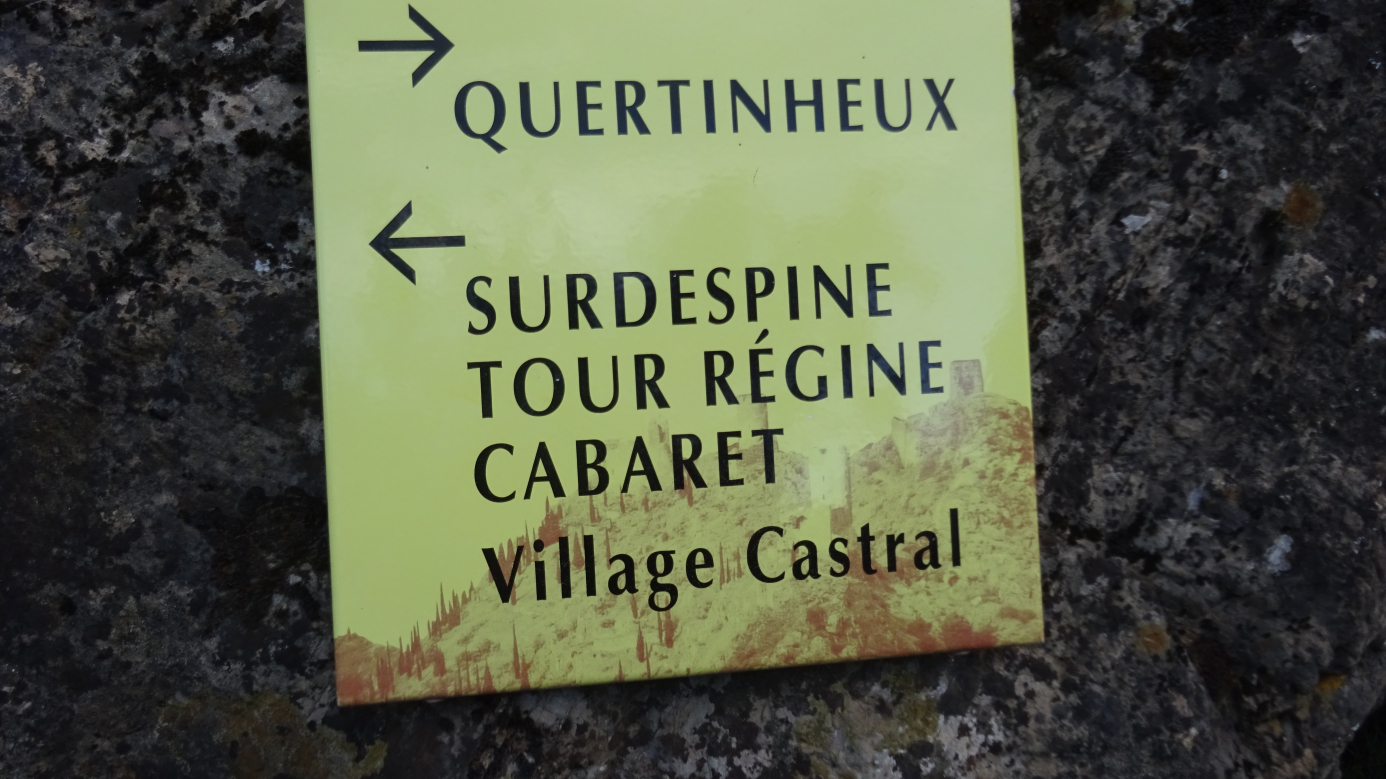 →
QUERTINHEUX
←
SURDESPINE
TOUR RÉGINE
CABARET
Village Castral